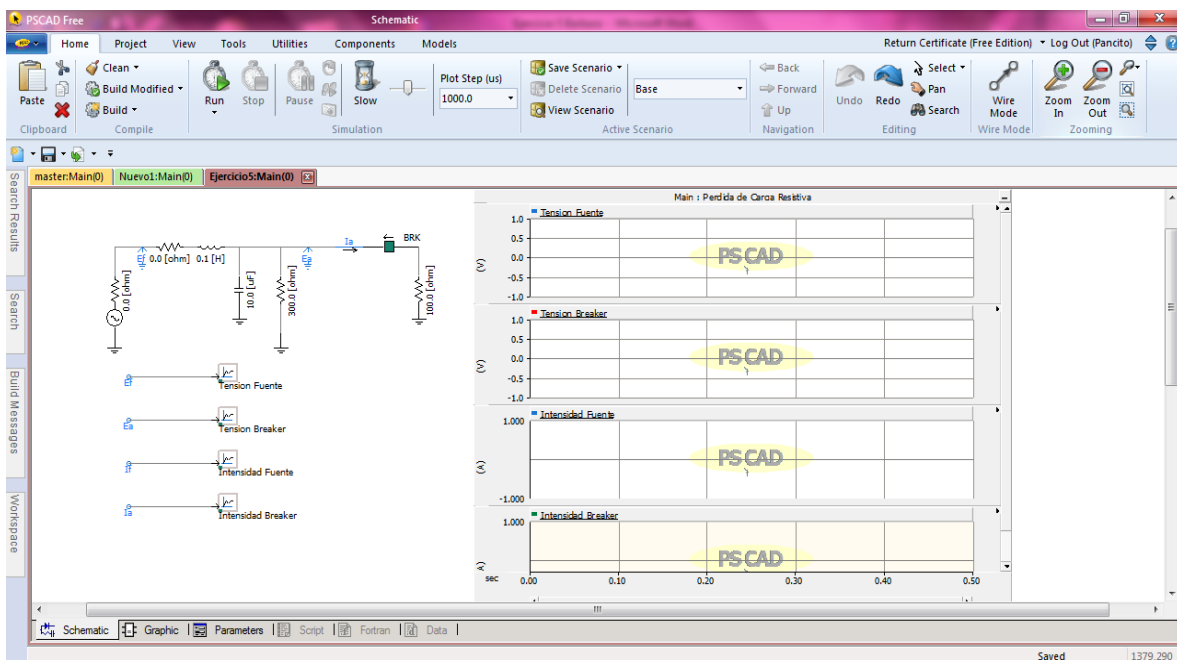 PSCAD Free
Schematic
Home Project View Tools Utilities Components Models
Return Certificate (Free Edition) Log Out (Pancito)
Paste
Clean
Build Modified
Build
Run Stop Pause Slow
Plot Step (us)
1000.0
Save Scenario
Delete Scenario
View Scenario
Base
Back
Forward
Up
Undo Redo
Select
Pan
Search
Wire
Mode
Zoom
In
Zoom
Out
Clipboard Compile Simulation Active Scenario Navigation Editing Wire Mode Zooming
master:Main(0) Nuevo1:Main(0) Ejercicio5:Main(0)
Search Results
Search
Build Messages
Workspace
Ef 0.0 [ohm] 0.1 [H]
Ea
Ia
BRK
0.0 [ohm]
10.0 [uF]
300.0 [ohm]
100.0 [ohm]
Ef
Tension Fuente
Ea
Tension Breaker
If
Intensidad Fuente
Ia
Intensidad Breaker
Main : Perdida de Carga Resistiva
Tension Fuente
1.0
0.5
0.0
-0.5
-1.0
(V)
PSCAD
Tension Breaker
1.0
0.5
0.0
-0.5
-1.0
(V)
PSCAD
Intensidad Fuente
1.000
-1.000
(A)
PSCAD
Intensidad Breaker
1.000
A)
PSCAD
sec 0.00 0.10 0.20 0.30 0.40 0.50
Schematic Graphic Parameters Script Fortran Data
Saved 1379,290